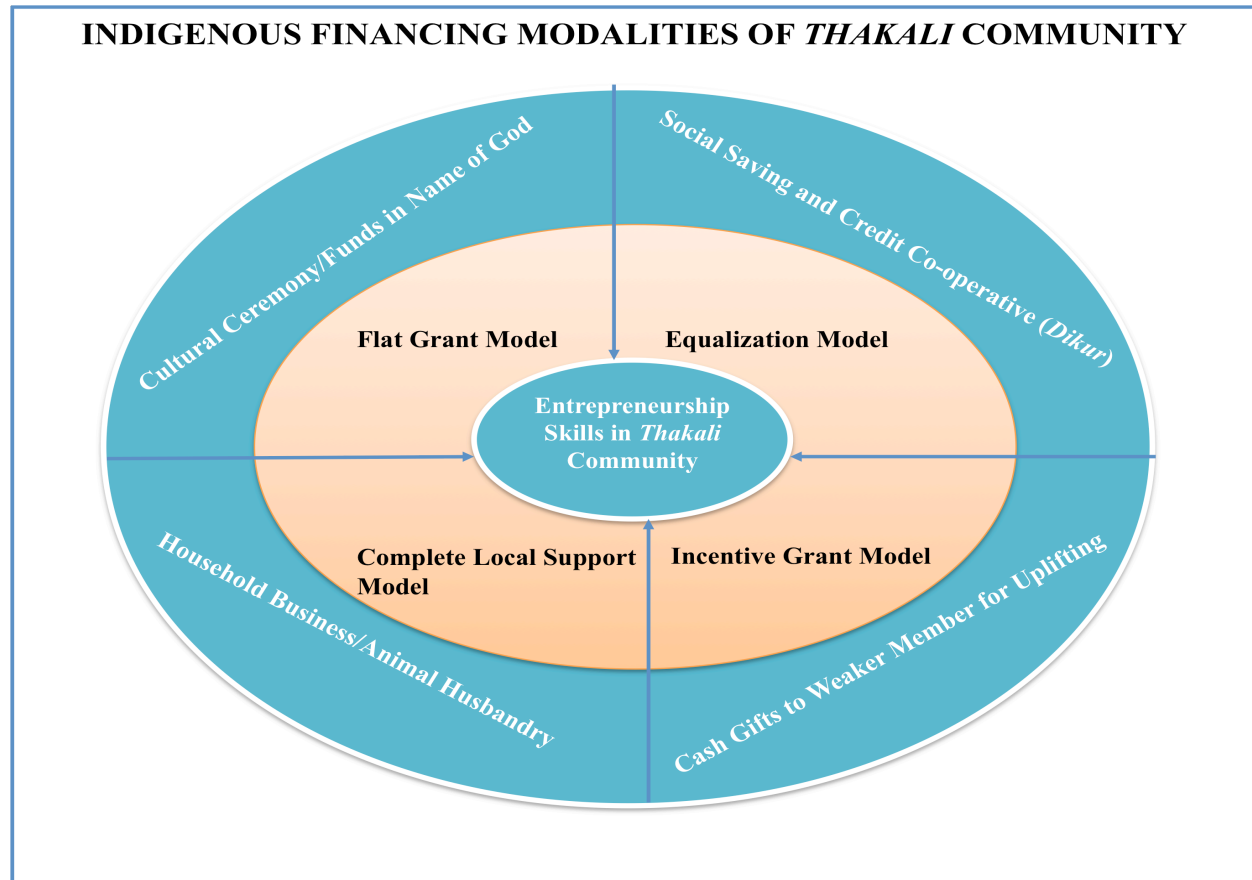 INDIGENOUS FINANCING MODALITIES OF THAKALI COMMUNITY
Cultural Ceremony/Funds in Name of God
Social Saving and Credit Co-operative (Dikur)
Flat Grant Model
Equalization Model
Entrepreneurship
Skills in Thakali
Community
Complete Local Support
Model
Incentive Grant Model
Household Business/Animal Husbandry
Cash Gifts to Weaker Member for Uplifting